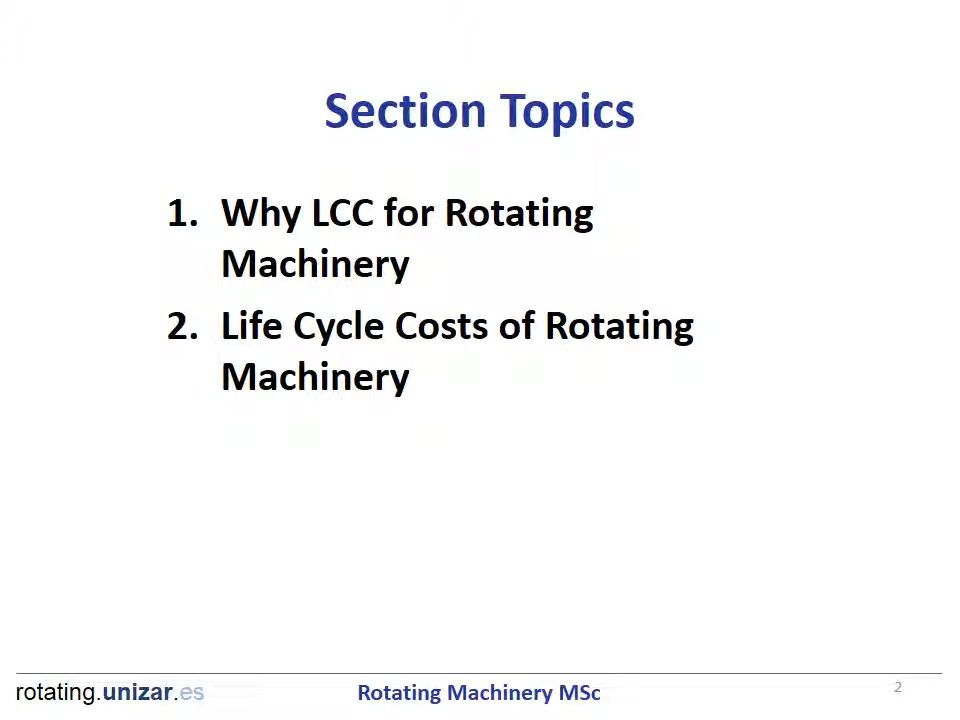 Section Topics
1. Why LCC for Rotating
Machinery
2. Life Cycle Costs of Rotating
Machinery
rotating.unizar.es
Rotating Machinery MSc
2